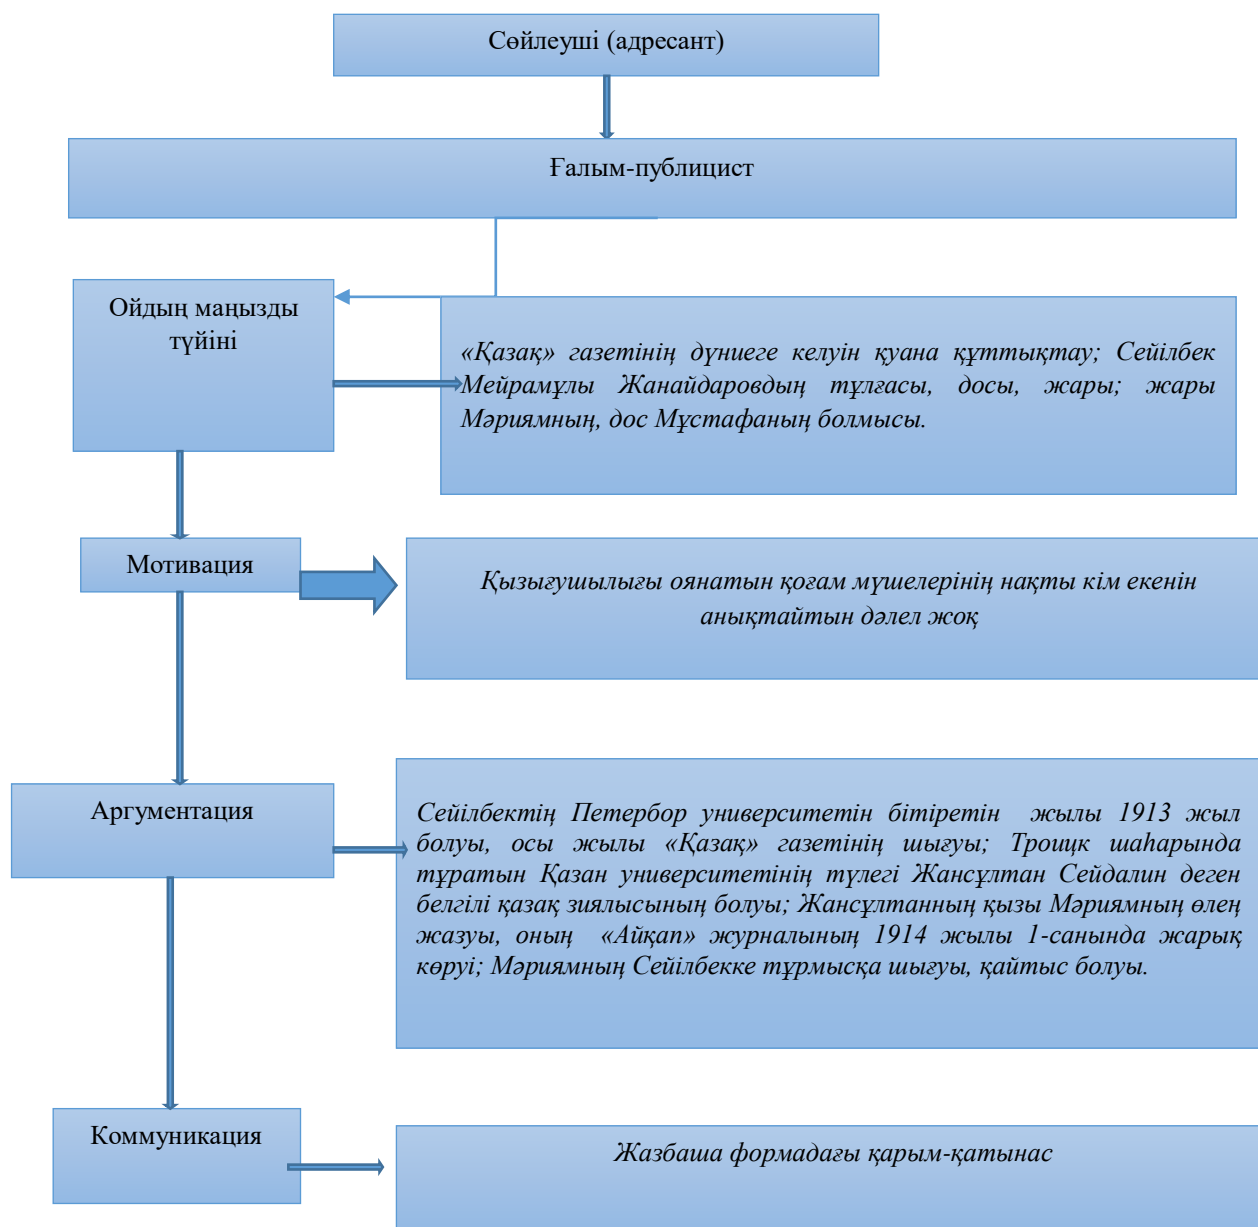 Сөйлеуші (адресант)
Ғалым-публицист
Ойдың маңызды
түйіні
«Қазақ» газетінің дүниеге келуін қуана құттықтау; Сейілбек
Мейрамұлы Жанайдаровдың тұлғасы, досы, жары; жары
Мәриямның, дос Мұстафаның болмысы.
Мотивация
Қызығушылығы оянатын қоғам мүшелерінің нақты кім екенін
анықтайтын дәлел жоқ
Аргументация
Сейілбектің Петербор университетін бітіретін жылы 1913 жыл
болуы, осы жылы «Қазақ» газетінің шығуы; Троицк шаһарында
тұратын Қазан университетінің түлегі Жансұлтан Сейдалин деген
белгілі қазақ зиялысының болуы; Жансұлтанның қызы Мәриямның өлең
жазуы, оның «Айқап» журналының 1914 жылы 1-санында жарық
көруі; Мәриямның Сейілбекке тұрмысқа шығуы, қайтыс болуы.
Коммуникация
Жазбаша формадағы қарым-қатынас